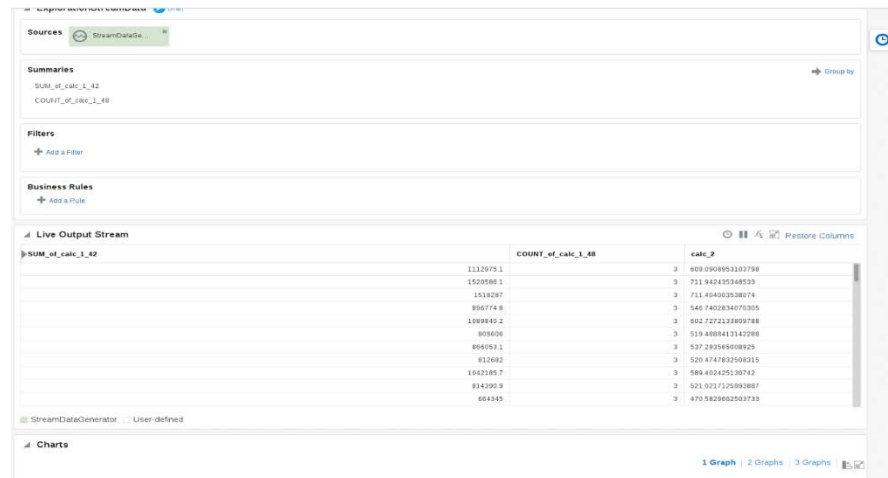 ExplorationStreamData Draft
Sources StreamDataGe...
Summaries
Group by
SUM_of_calc_1_42
COUNT_of_calc_1_48
Filters
Add a Filter
Business Rules
Add a Rule
Live Output Stream Restore Columns
SUM_of_calc_1_42 COUNT_of_calc_1_48 calc_2
1112975.1 3 609.0908953103798
1520586.1 3 711.942435348533
1518287 3 711.404003538074
896774.8 3 546.7402834070305
1089840.2 3 602.7272133809788
809606 3 519.4888413142288
866053.1 3 537.293565008925
812682 3 520.4747832508315
1042185.7 3 589.402425130742
814390.9 3 521.0217125993887
664345 3 470.5829662503733
StreamDataGenerator User-defined
Charts
1 Graph | 2 Graphs | 3 Graphs